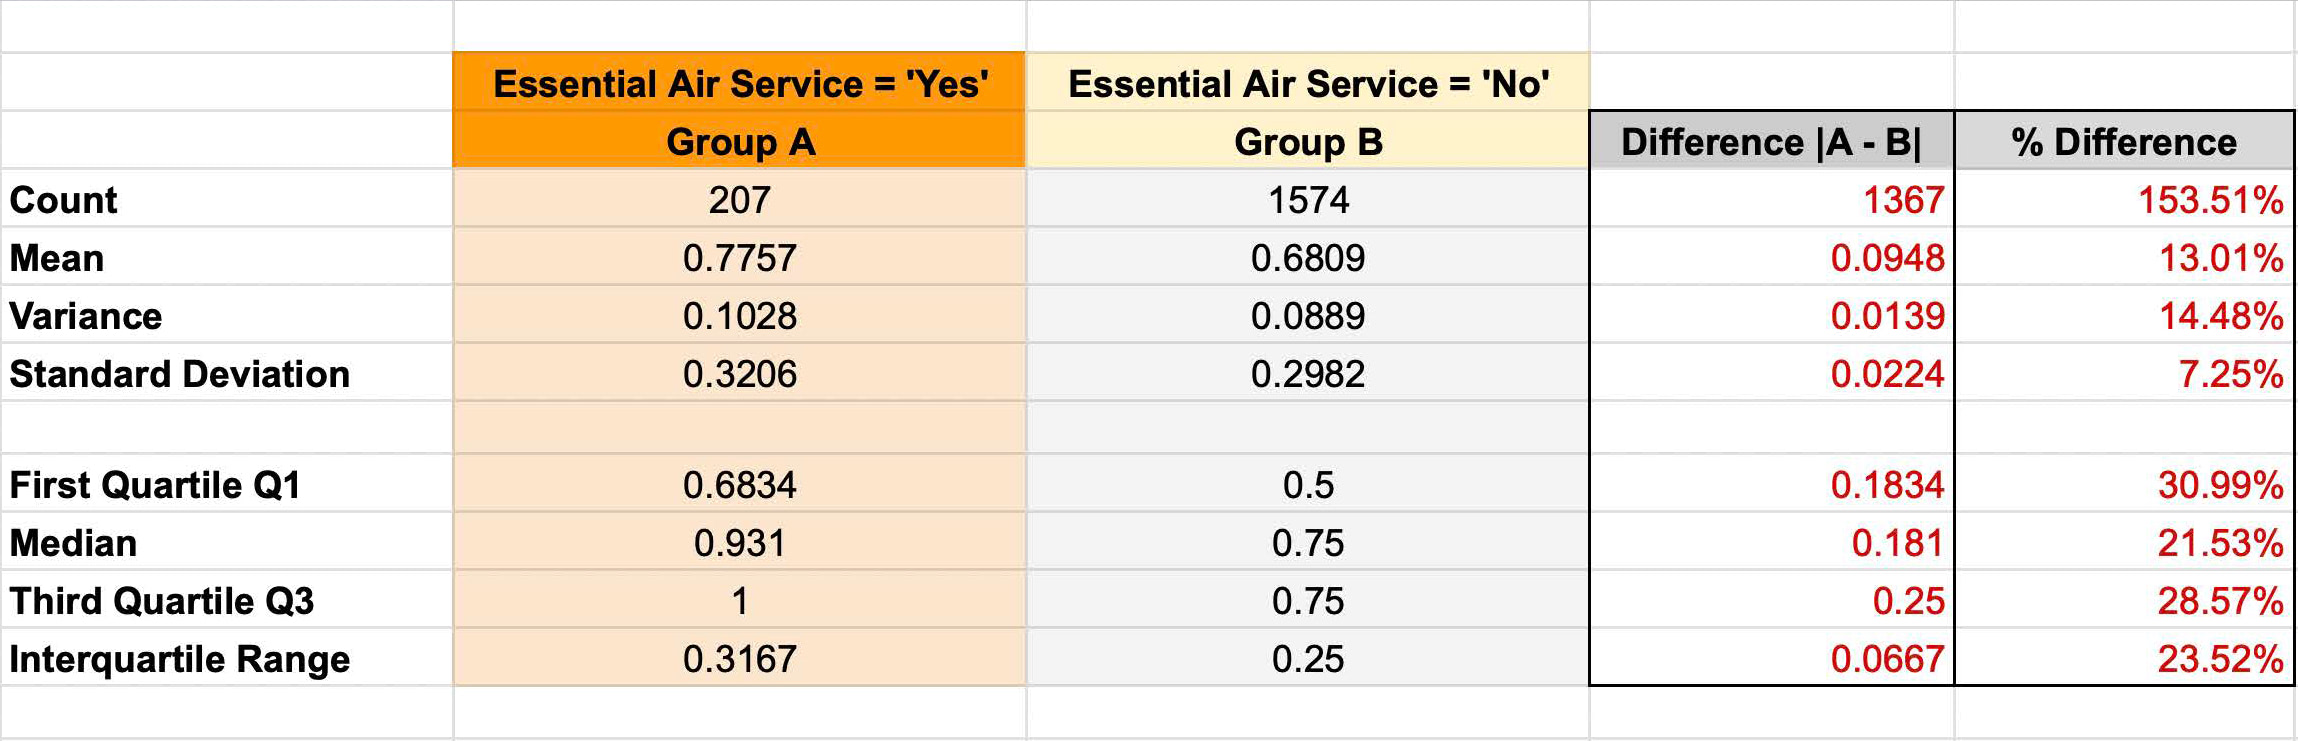 Essential Air Service = 'Yes' Essential Air Service = 'No'
Group A Group B Difference |A - B| % Difference
Count 207 1574 1367 153.51%
Mean 0.7757 0.6809 0.0948 13.01%
Variance 0.1028 0.0889 0.0139 14.48%
Standard Deviation 0.3206 0.2982 0.0224 7.25%
First Quartile Q1 0.6834 0.5 0.1834 30.99%
Median 0.931 0.75 0.181 21.53%
Third Quartile Q3 1 0.75 0.25 28.57%
Interquartile Range 0.3167 0.25 0.0667 23.52%